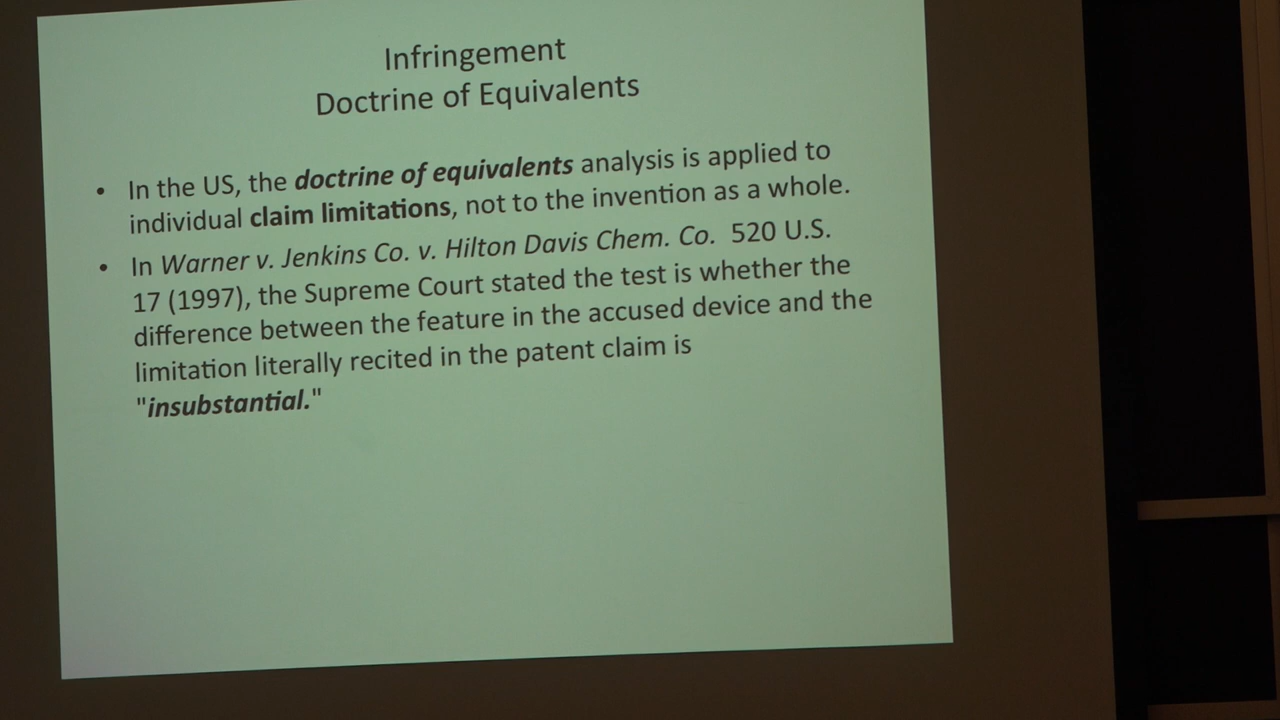 Infringement
Doctrine of Equivalents
• In the US, the doctrine of equivalents analysis is applied to
individual claim limitations, not to the invention as a whole.
• In Warner v. Jenkins Co. v. Hilton Davis Chem. Co. 520 U.S.
17 (1997), the Supreme Court stated the test is whether the
difference between the feature in the accused device and the
limitation literally recited in the patent claim is
"insubstantial."